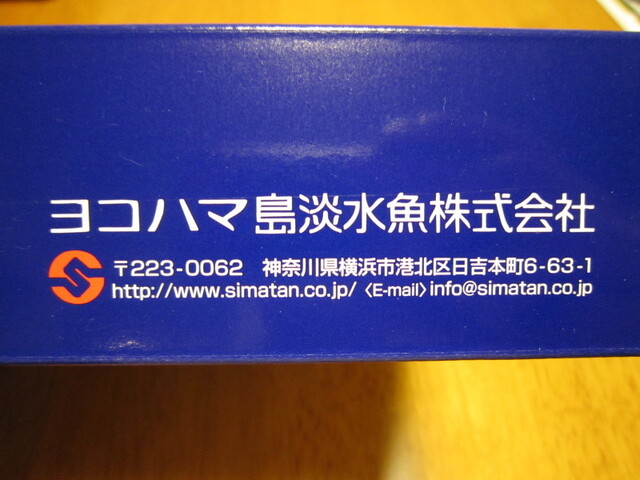 ヨコハマ島淡水魚株式会社
〒223-0062 神奈川県横浜市港北区日吉本町6-63-1
http://www.simatan.co.jp/〈E-mail〉info@simatan.co.jp